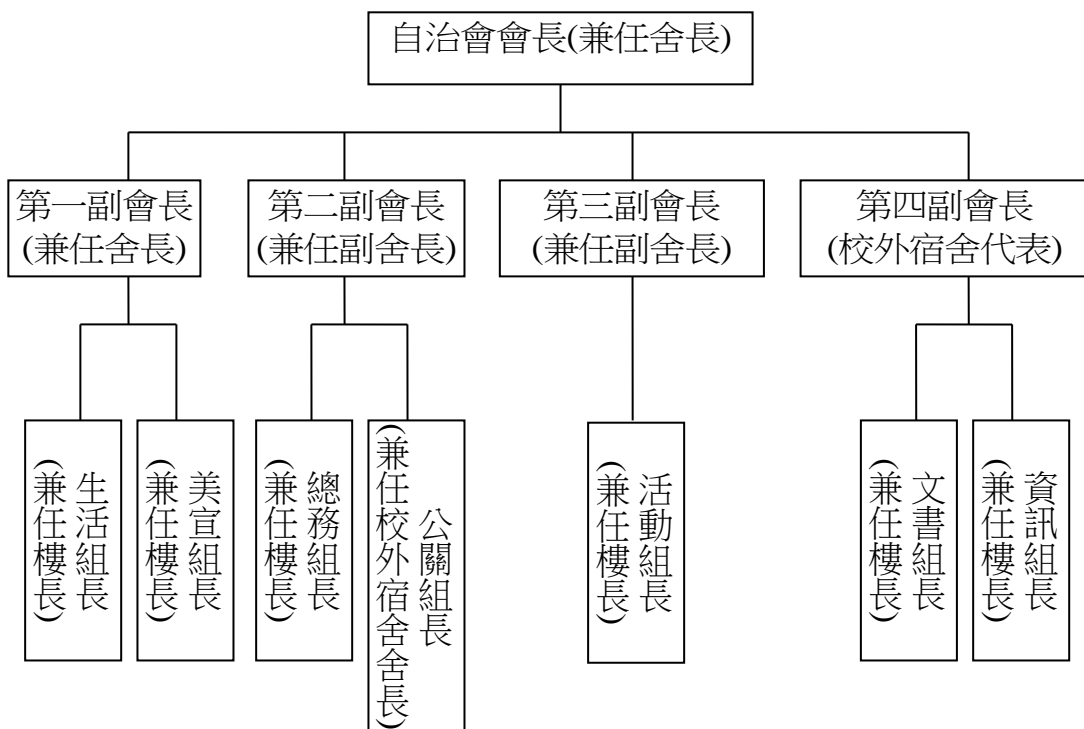 自治會會長(兼任舍長)
第一副會長
(兼任舍長)
第二副會長
(兼任副舍長)
第三副會長
(兼任副舍長)
第四副會長
(校外宿舍代表)
生活組長
(兼任樓長)
美宣組長
(兼任樓長)
總務組長
(兼任樓長)
公關組長
(兼任校外宿舍舍長)
活動組長
(兼任樓長)
文書組長
(兼任樓長)
資訊組長
(兼任樓長)